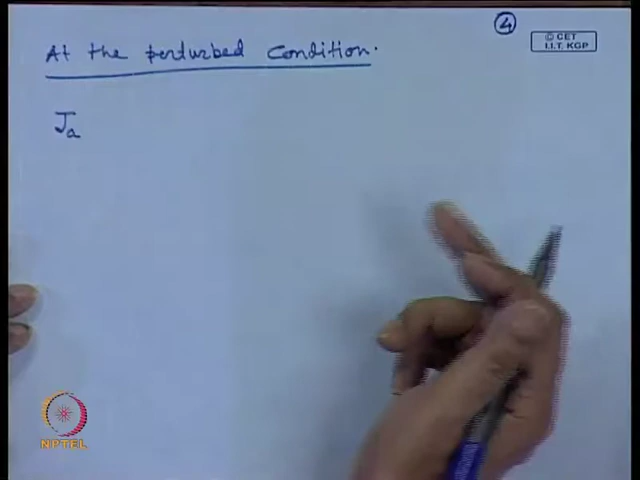 4
© CET
I.I.T. KGP
At the perturbed Condition.
Ja
NPTEL